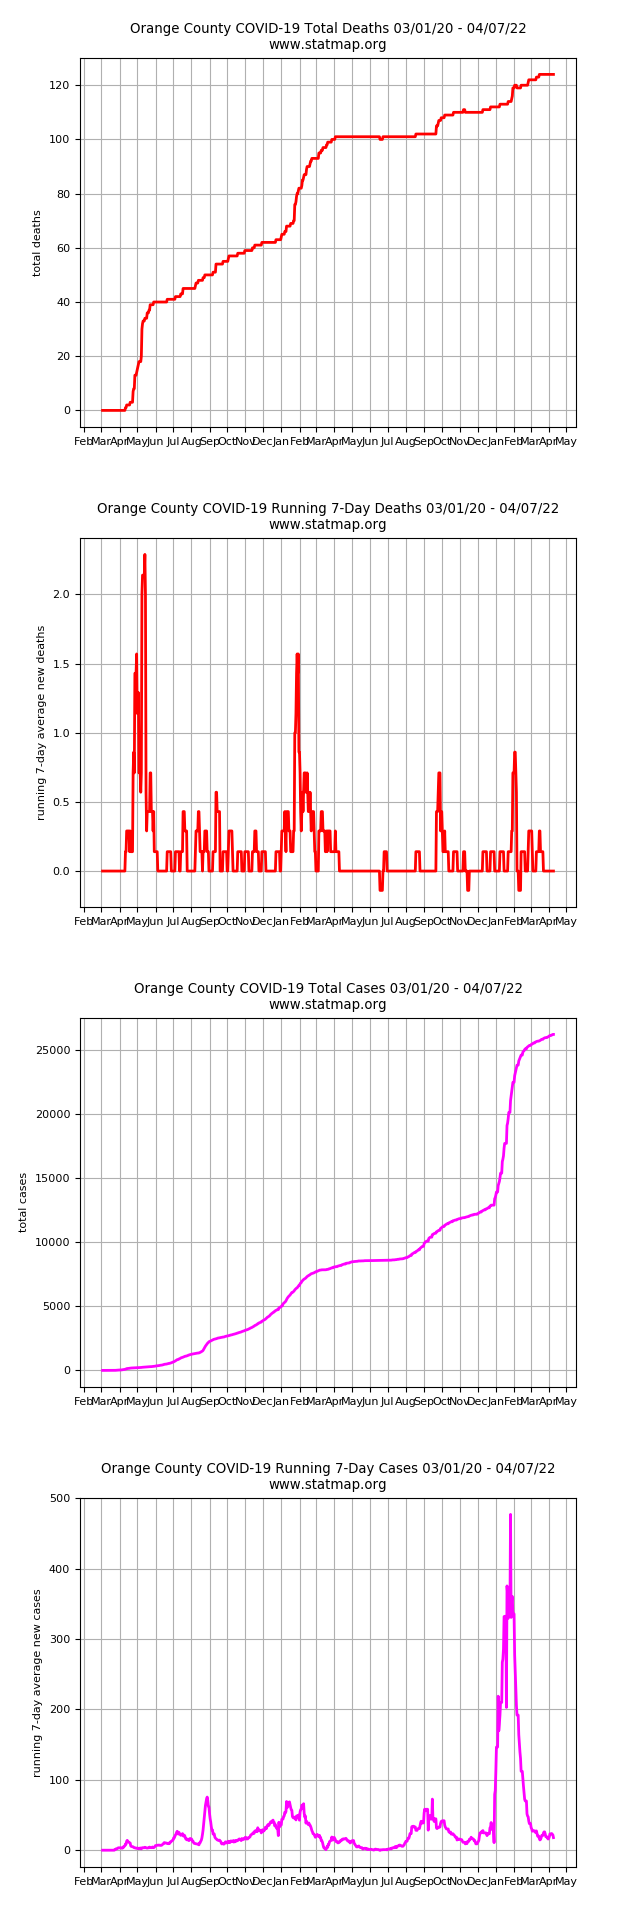 Orange County COVID-19 Total Deaths 03/01/20 - 04/07/22
www.statmap.org
120
100
80
60
40
20
0
total deaths
Feb Mar Apr May Jun Jul Aug Sep Oct Nov Dec Jan Feb Mar Apr May Jun Jul Aug Sep Oct Nov Dec Jan Feb Mar Apr May
Orange County COVID-19 Running 7-Day Deaths 03/01/20 - 04/07/22
www.statmap.org
2.0
1.5
1.0
0.5
0.0
running 7-day average new deaths
Feb Mar Apr May Jun Jul Aug Sep Oct Nov Dec Jan Feb Mar Apr May Jun Jul Aug Sep Oct Nov Dec Jan Feb Mar Apr May
Orange County COVID-19 Total Cases 03/01/20 - 04/07/22
www.statmap.org
25000
20000
15000
10000
5000
0
total cases
Feb Mar Apr May Jun Jul Aug Sep Oct Nov Dec Jan Feb Mar Apr May Jun Jul Aug Sep Oct Nov Dec Jan Feb Mar Apr May
Orange County COVID-19 Running 7-Day Cases 03/01/20 - 04/07/22
www.statmap.org
500
400
300
200
100
0
running 7-day average new cases
Feb Mar Apr May Jun Jul Aug Sep Oct Nov Dec Jan Feb Mar Apr May Jun Jul Aug Sep Oct Nov Dec Jan Feb Mar Apr May